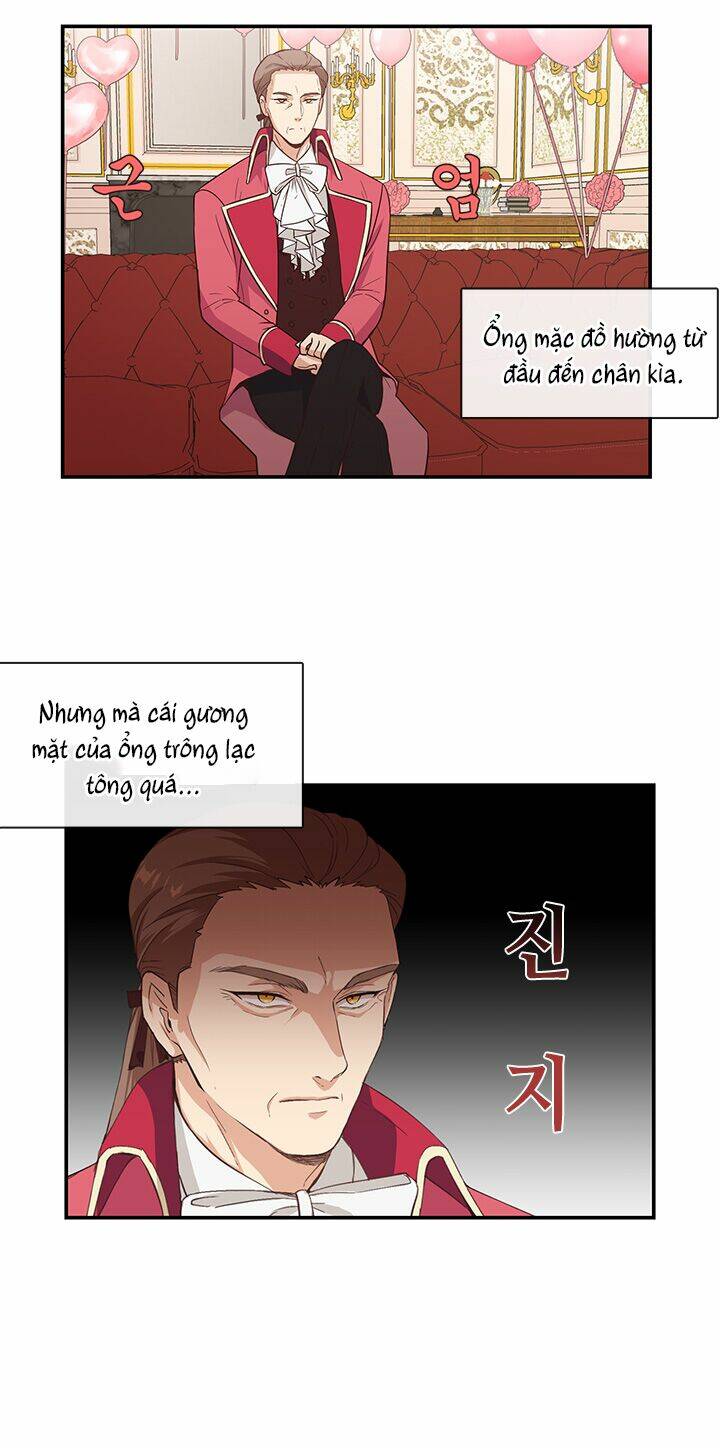 근 엄
Ổng mặc đồ hường từ
đầu đến chân kìa.
Nhưng mà cái gương
mặt của ổng trông lạc
tông quá...
진
지